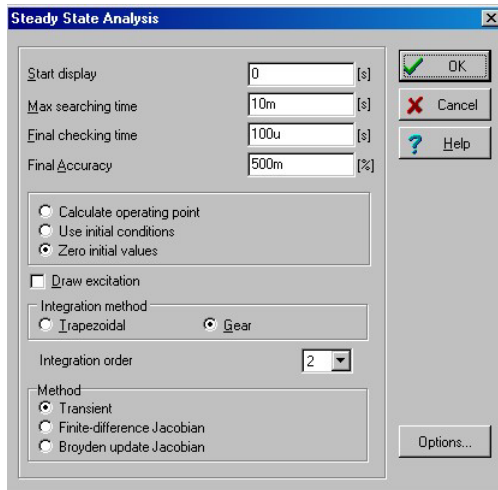 Steady State Analysis
Start display 0 [s]
Max searching time 10m [s]
Final checking time 100u [s]
Final Accuracy 500m [%]
Calculate operating point
Use initial conditions
Zero initial values
Draw excitation
Integration method
Trapezoidal Gear
Integration order 2
Method
Transient
Finite-difference Jacobian
Broyden update Jacobian
OK
Cancel
? Help
Options...